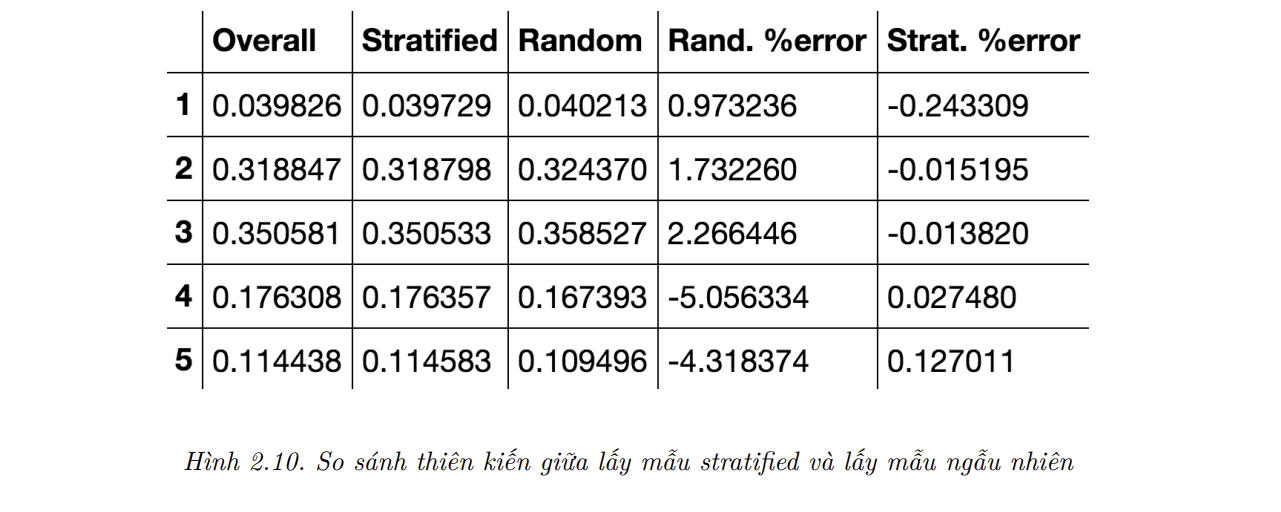 Overall Stratified Random Rand. %error Strat. %error
1 0.039826 0.039729 0.040213 0.973236 -0.243309
2 0.318847 0.318798 0.324370 1.732260 -0.015195
3 0.350581 0.350533 0.358527 2.266446 -0.013820
4 0.176308 0.176357 0.167393 -5.056334 0.027480
5 0.114438 0.114583 0.109496 -4.318374 0.127011
Hình 2.10. So sánh thiên kiến giữa lấy mẫu stratified và lấy mẫu ngẫu nhiên